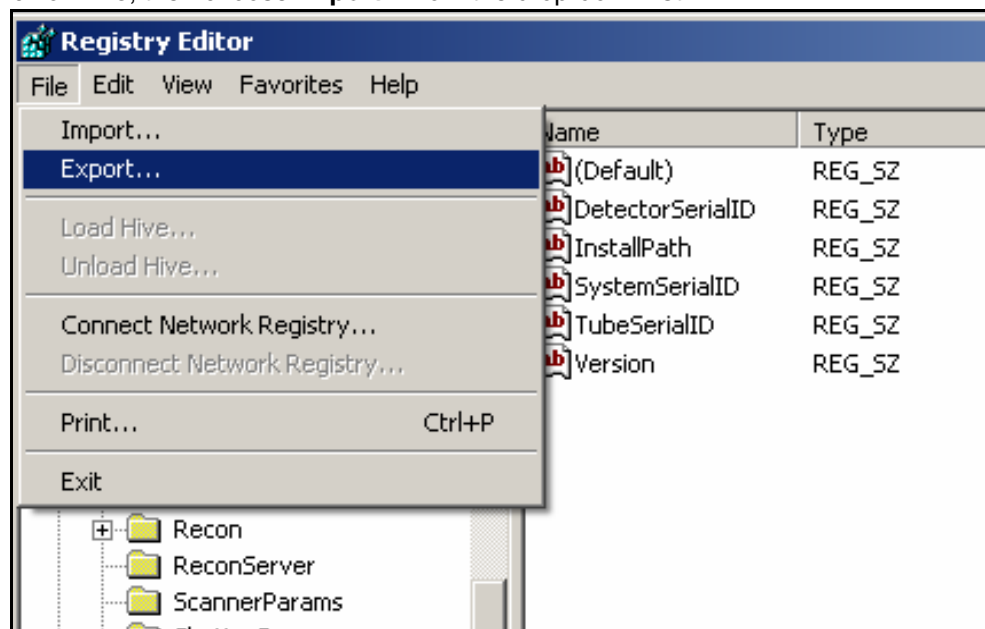 Registry Editor
File Edit View Favorites Help
Import...
Export...
Load Hive...
Unload Hive...
Connect Network Registry...
Disconnect Network Registry...
Print... Ctrl+P
Exit
Name Type
(Default) REG_SZ
DetectorSerialID REG_SZ
InstallPath REG_SZ
SystemSerialID REG_SZ
TubeSerialID REG_SZ
Version REG_SZ
Recon
ReconServer
ScannerParams